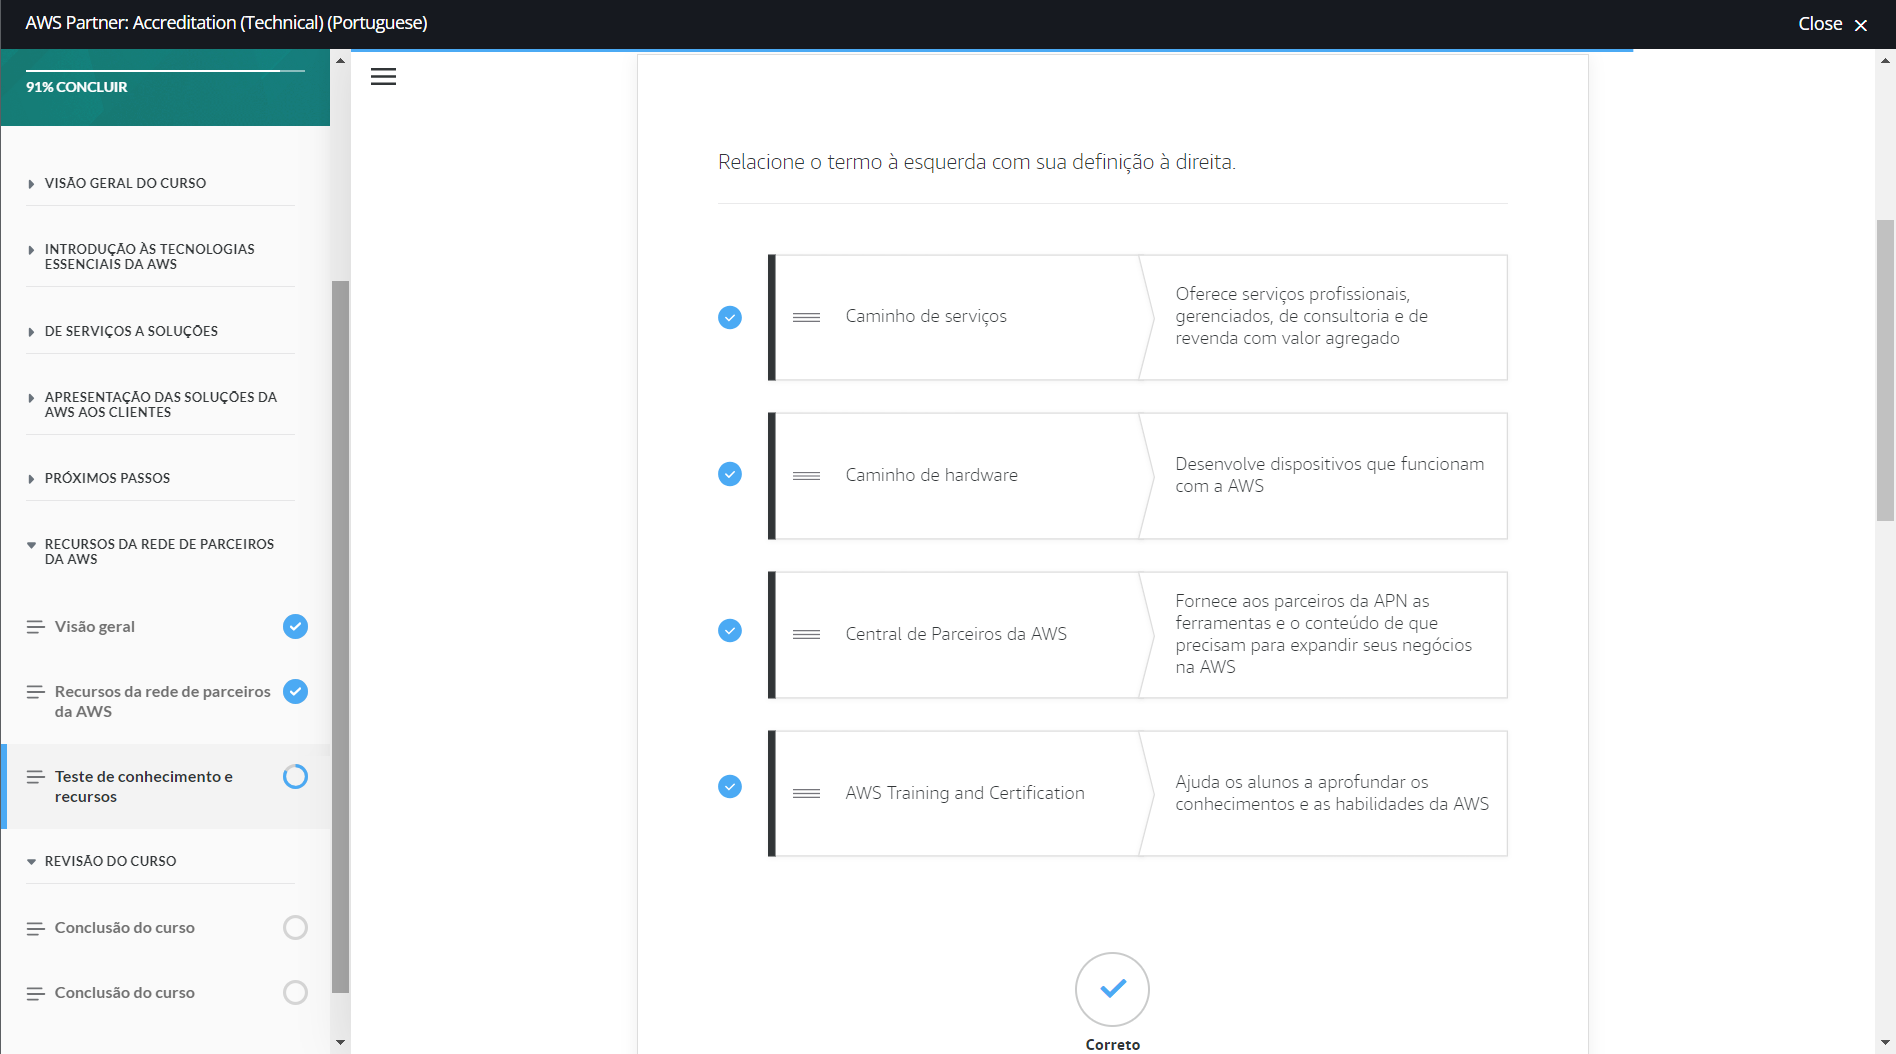 AWS Partner: Accreditation (Technical) (Portuguese)
Close
91% CONCLUIR
VISÃO GERAL DO CURSO
INTRODUÇÃO ÀS TECNOLOGIAS
ESSENCIAIS DA AWS
DE SERVIÇOS A SOLUÇÕES
APRESENTAÇÃO DAS SOLUÇÕES DA
AWS AOS CLIENTES
PRÓXIMOS PASSOS
RECURSOS DA REDE DE PARCEIROS
DA AWS
Visão geral
Recursos da rede de parceiros
da AWS
Teste de conhecimento e
recursos
REVISÃO DO CURSO
Conclusão do curso
Conclusão do curso
Relacione o termo à esquerda com sua definição à direita.
Caminho de serviços
Oferece serviços profissionais,
gerenciados, de consultoria e de
revenda com valor agregado
Caminho de hardware
Desenvolve dispositivos que funcionam
com a AWS
Central de Parceiros da AWS
Fornece aos parceiros da APN as
ferramentas e o conteúdo de que
precisam para expandir seus negócios
na AWS
AWS Training and Certification
Ajuda os alunos a aprofundar os
conhecimentos e as habilidades da AWS
Correto